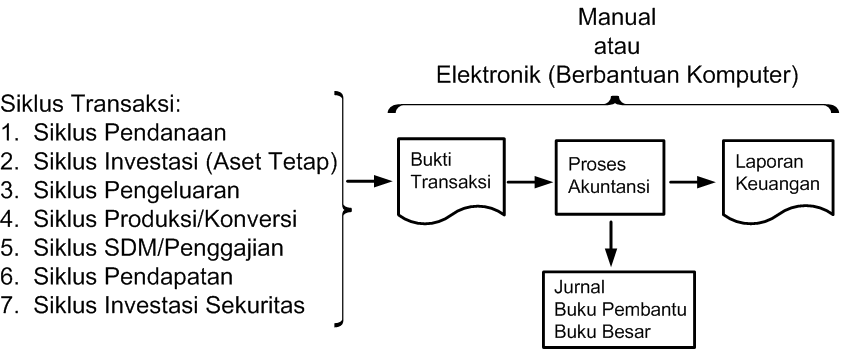 Manual
atau
Elektronik (Berbantuan Komputer)
Siklus Transaksi:
1. Siklus Pendanaan
2. Siklus Investasi (Aset Tetap)
3. Siklus Pengeluaran
4. Siklus Produksi/Konversi
5. Siklus SDM/Penggajian
6. Siklus Pendapatan
7. Siklus Investasi Sekuritas
Bukti
Transaksi
Proses
Akuntansi
Laporan
Keuangan
Jurnal
Buku Pembantu
Buku Besar